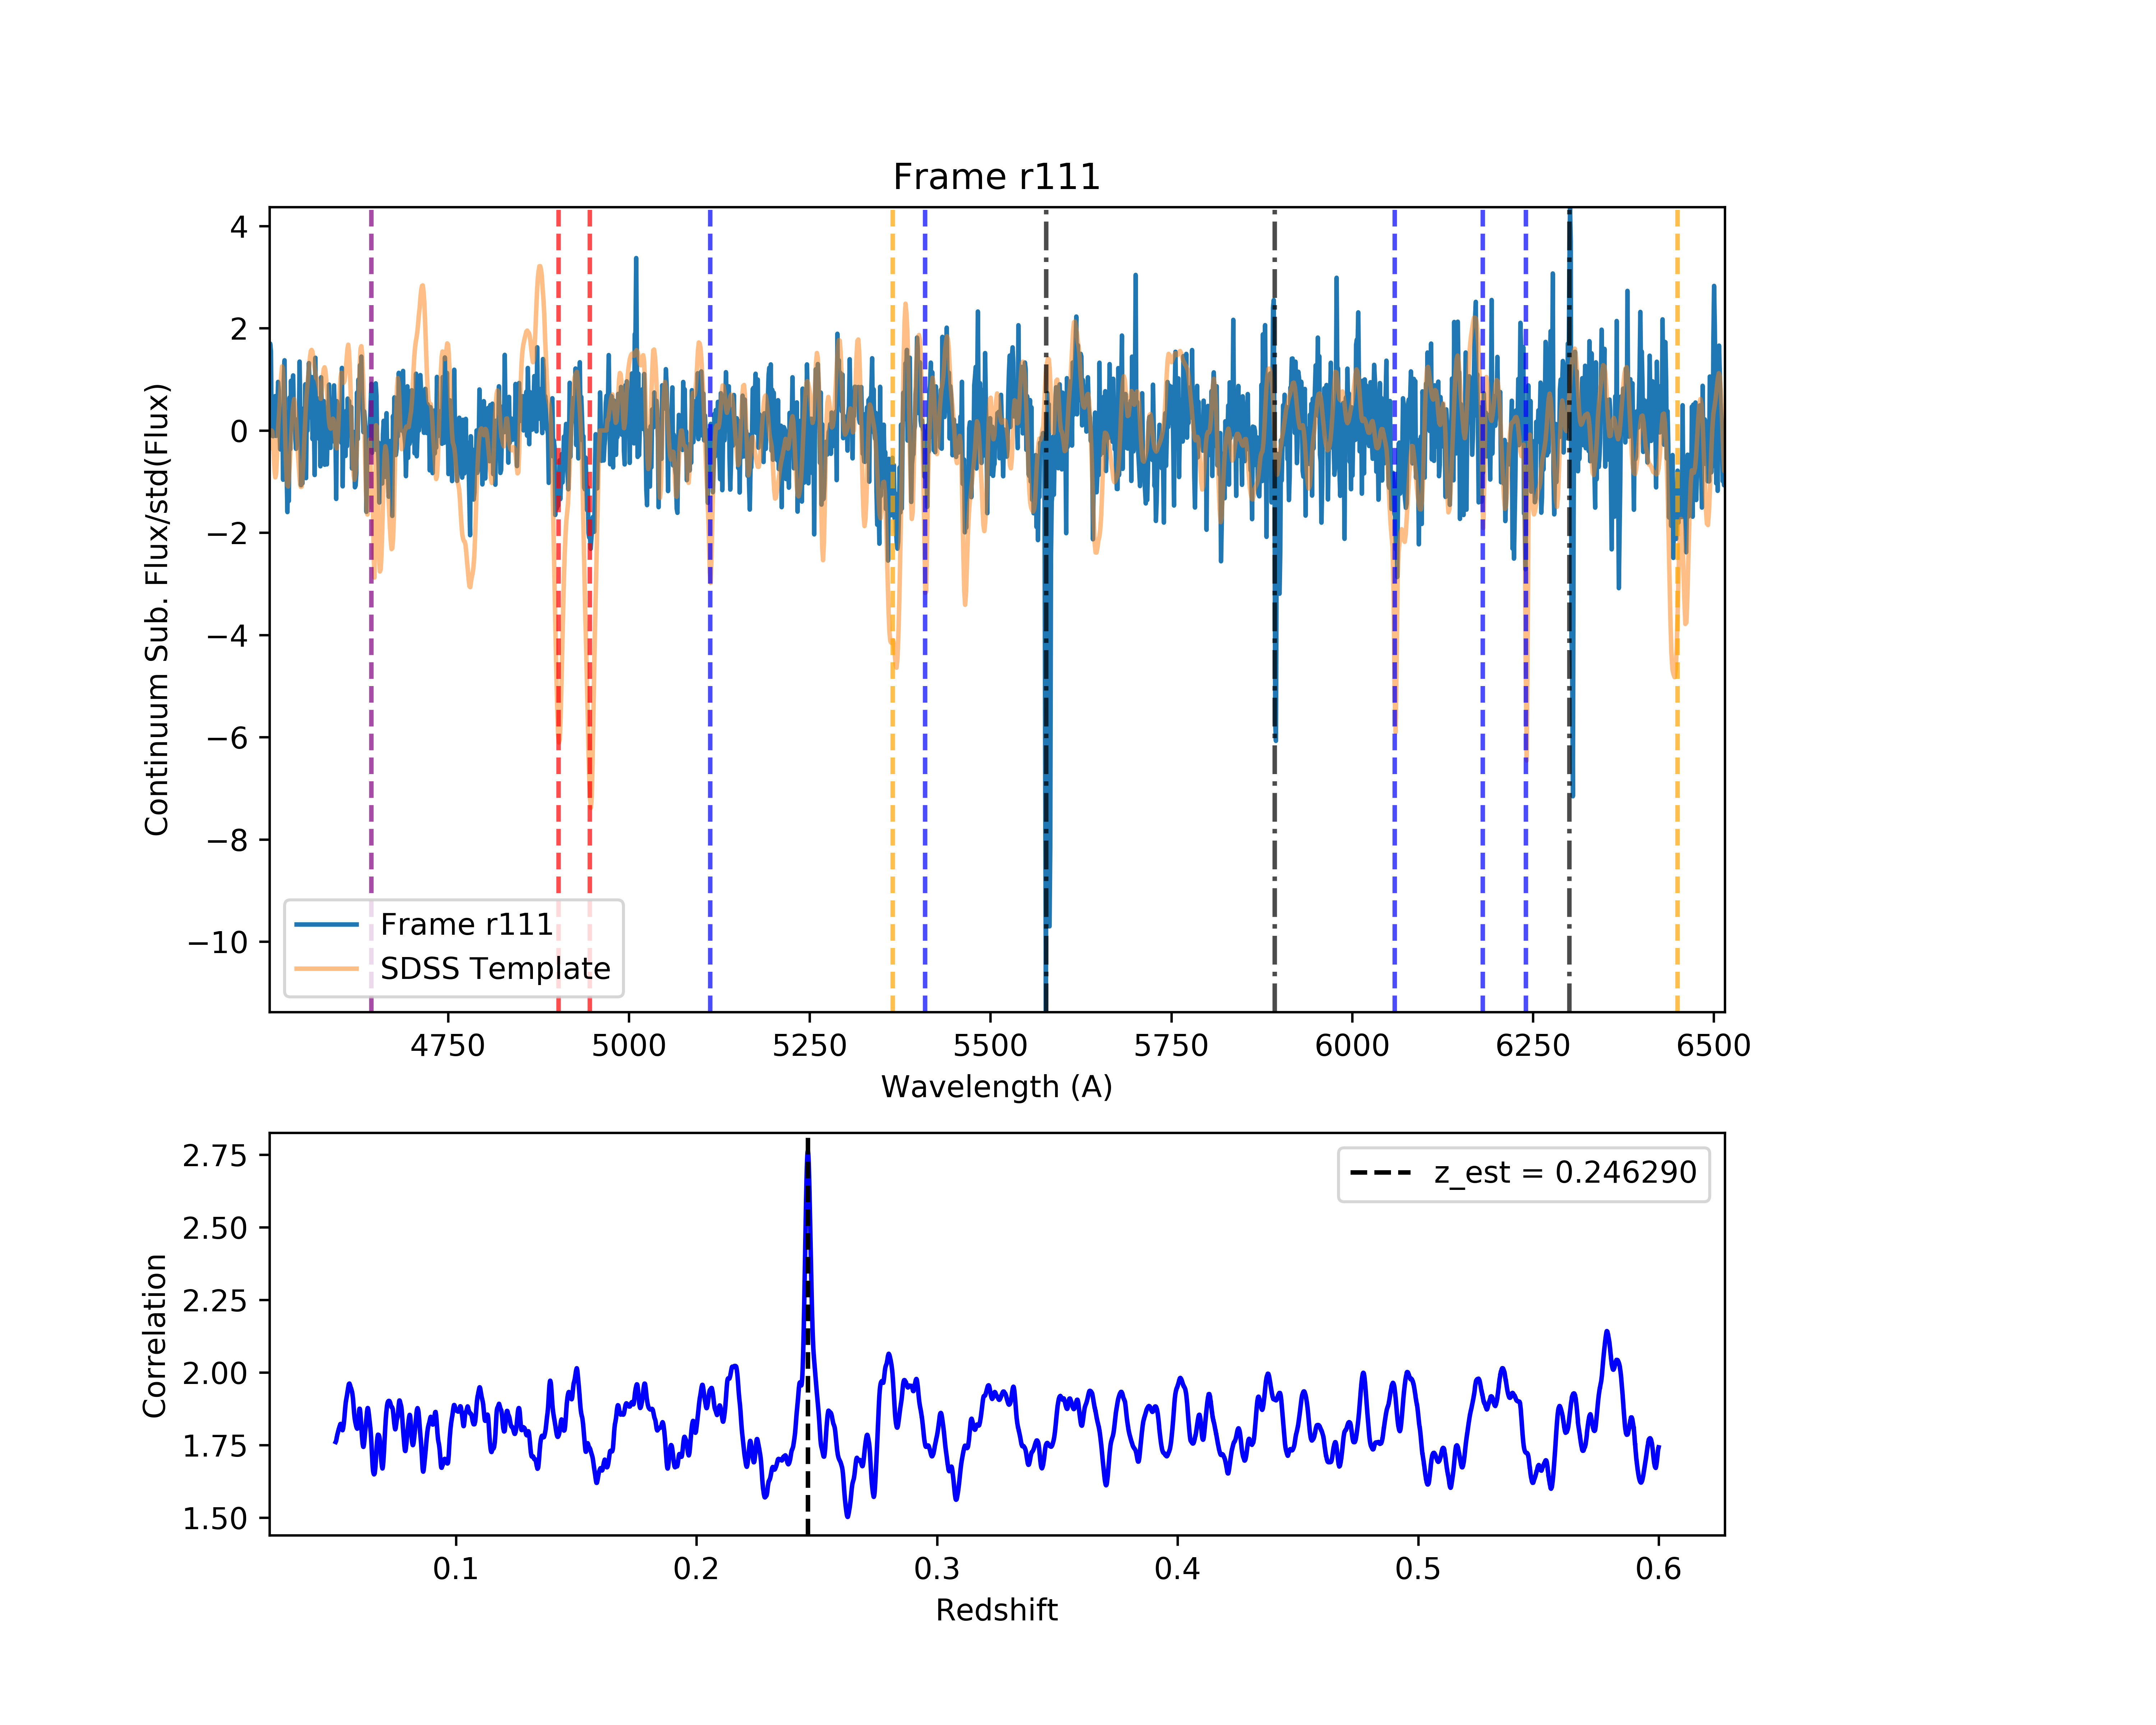 Frame r111
4
2
0
−2
−4
−6
−8
−10
Continuum Sub. Flux/std(Flux)
Frame r111
SDSS Template
4750 5000 5250 5500 5750 6000 6250 6500
Wavelength (A)
2.75
2.50
2.25
2.00
1.75
1.50
Correlation
z_est = 0.246290
0.1 0.2 0.3 0.4 0.5 0.6
Redshift